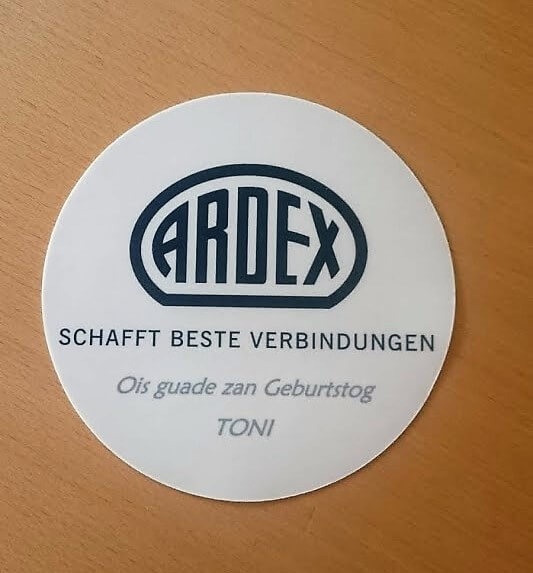 ARDEX
SCHAFFT BESTE VERBINDUNGEN
Ois guade zan Geburtstog
TONI